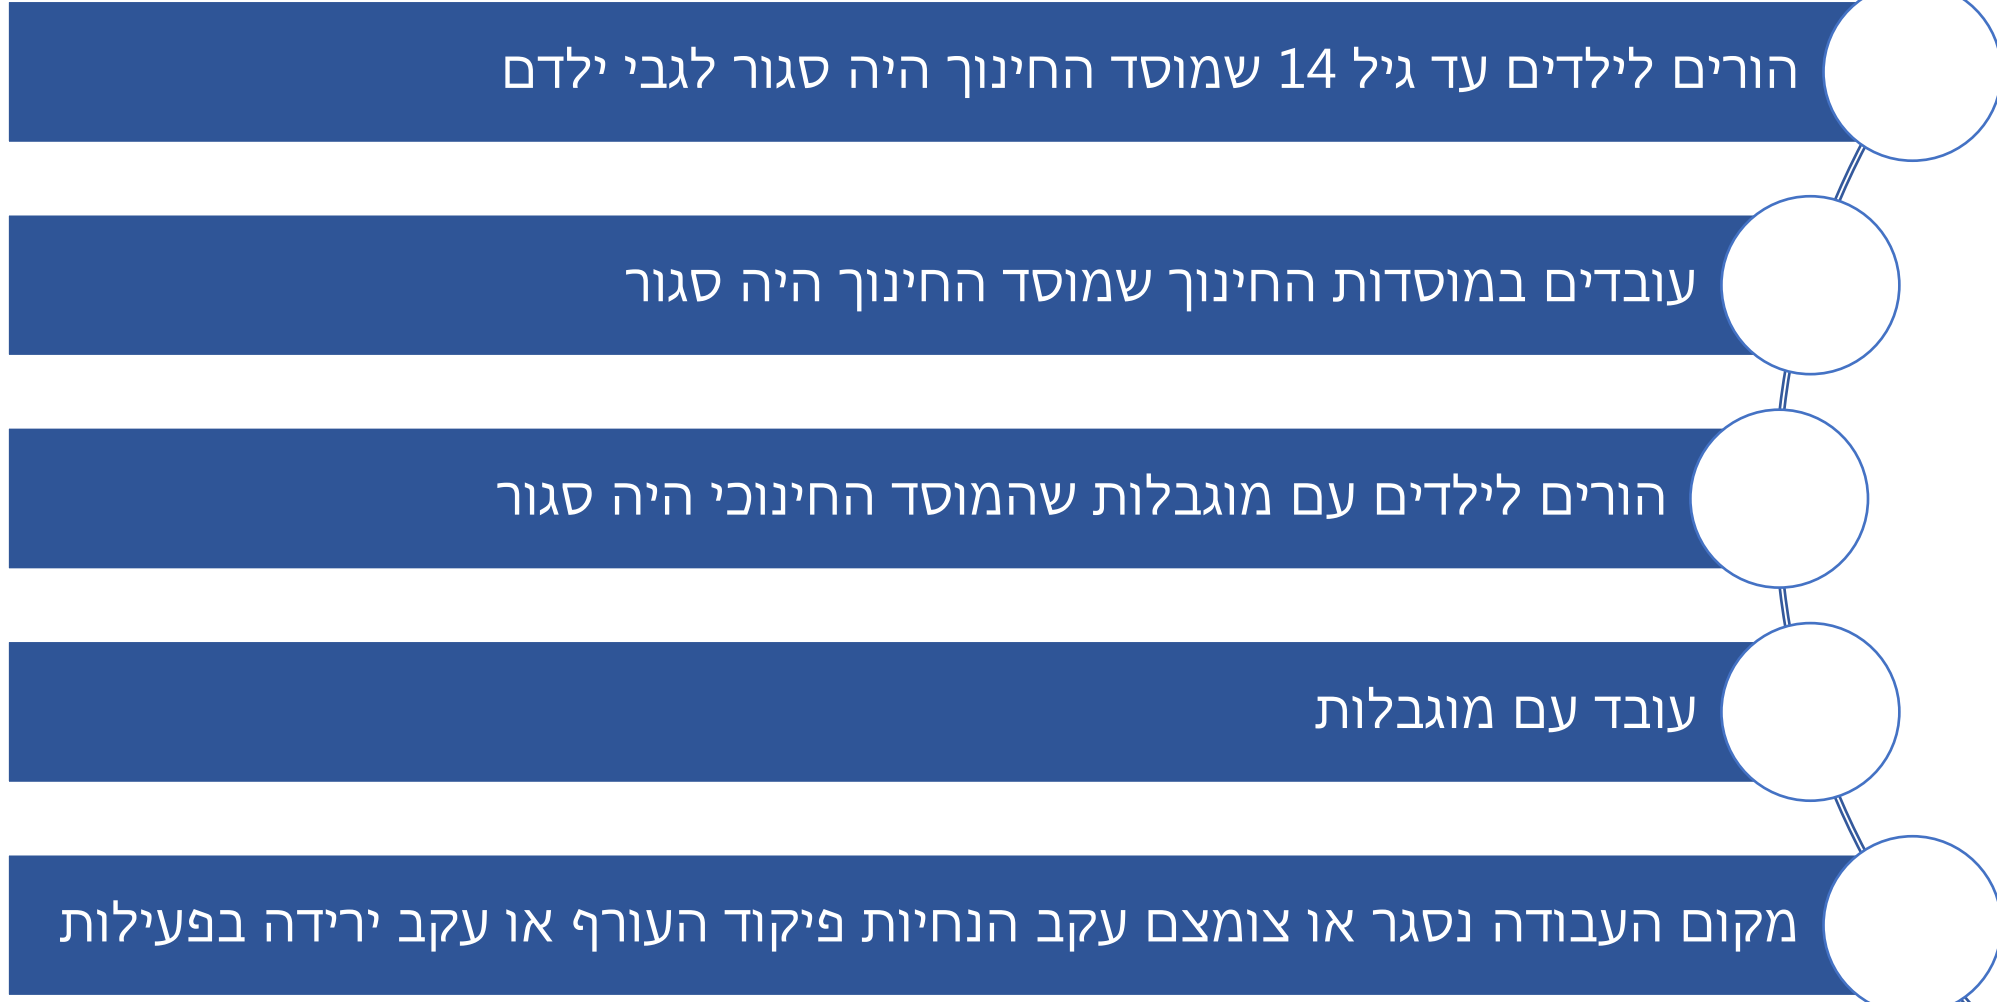 הורים לילדים עד גיל 14 שמוסד החינוך היה סגור לגבי ילדם
עובדים במוסדות החינוך שמוסד החינוך היה סגור
הורים לילדים עם מוגבלות שהמוסד החינוכי היה סגור
עובד עם מוגבלות
מקום העבודה נסגר או צומצם עקב הנחיות פיקוד העורף או עקב ירידה בפעילות